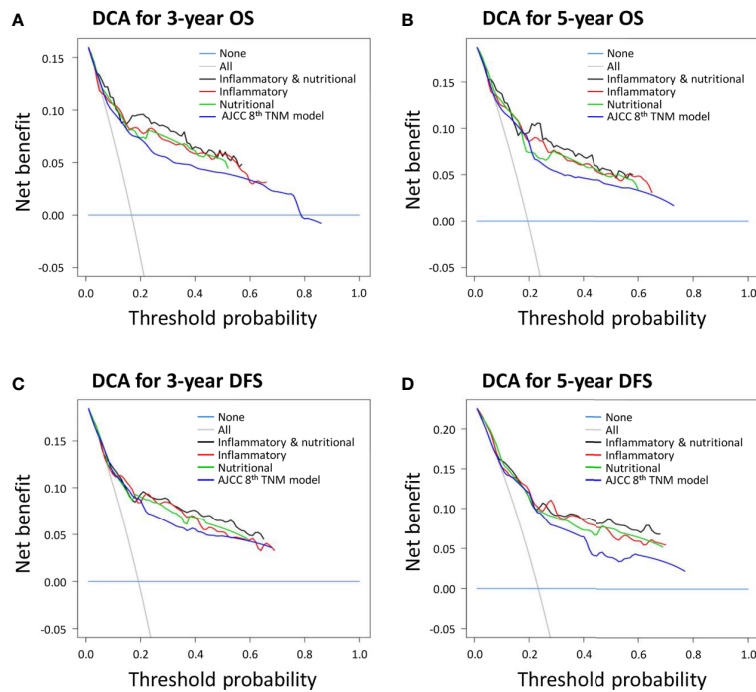 A
DCA for 3-year OS
Net benefit
0.15
0.10
0.05
0.00
-0.05
None
All
Inflammatory & nutritional
Inflammatory
Nutritional
AJCC 8th TNM model
0.0 0.2 0.4 0.6 0.8 1.0
Threshold probability
B
DCA for 5-year OS
Net benefit
0.15
0.10
0.05
0.00
-0.05
None
All
Inflammatory & nutritional
Inflammatory
Nutritional
AJCC 8th TNM model
0.0 0.2 0.4 0.6 0.8 1.0
Threshold probability
C
DCA for 3-year DFS
Net benefit
0.15
0.10
0.05
0.00
-0.05
None
All
Inflammatory & nutritional
Inflammatory
Nutritional
AJCC 8th TNM model
0.0 0.2 0.4 0.6 0.8 1.0
Threshold probability
D
DCA for 5-year DFS
Net benefit
0.20
0.15
0.10
0.05
0.00
-0.05
None
All
Inflammatory & nutritional
Inflammatory
Nutritional
AJCC 8th TNM model
0.0 0.2 0.4 0.6 0.8 1.0
Threshold probability